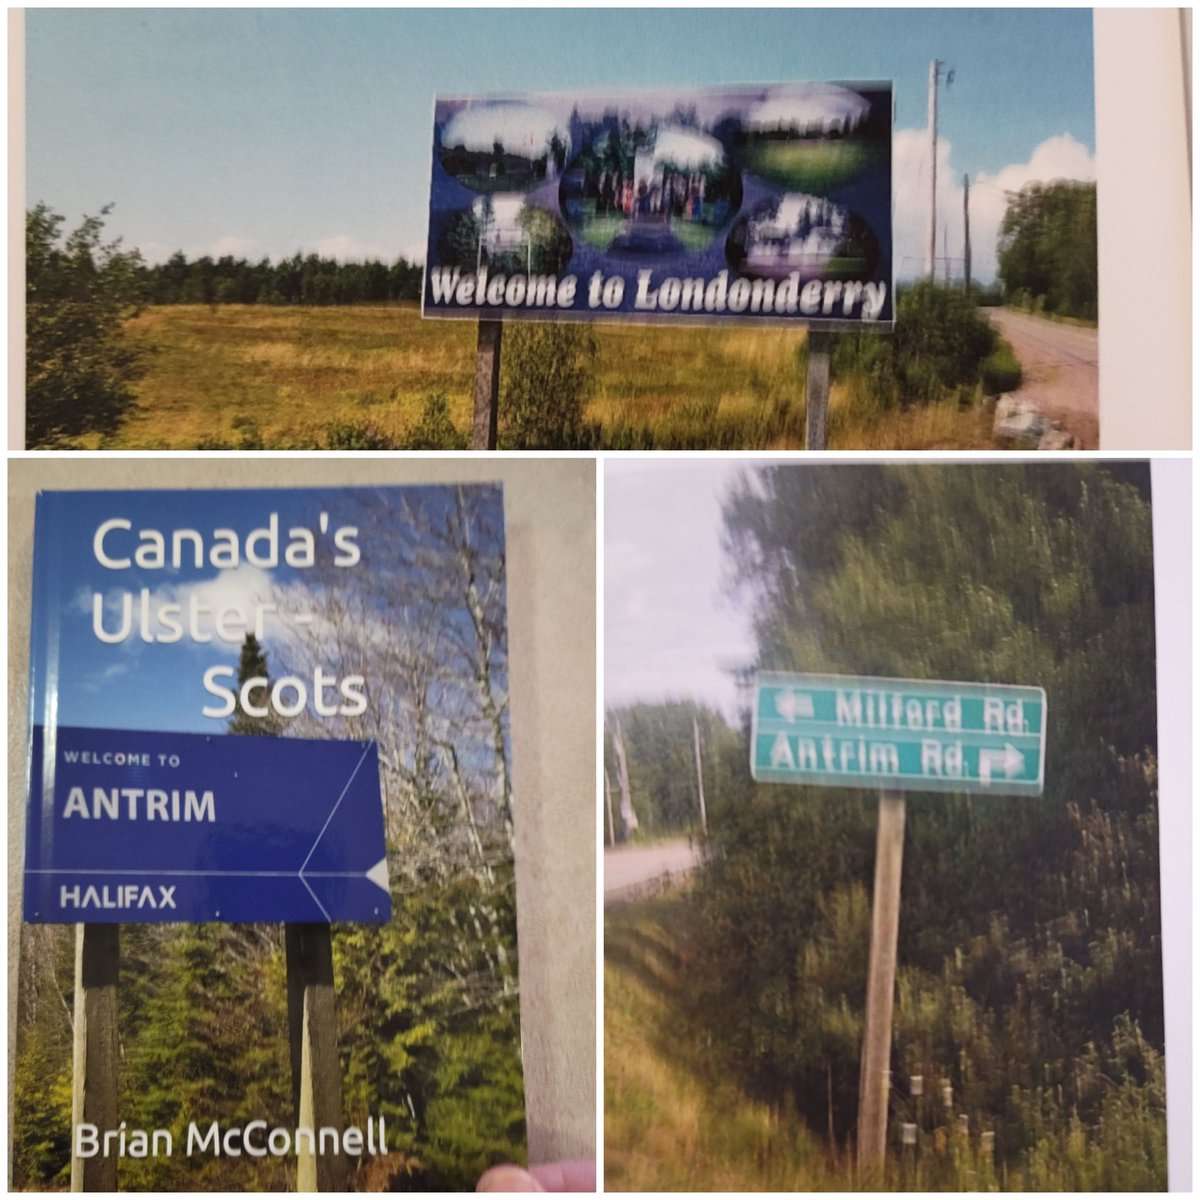 Welcome to Londonderry
Canada's
Ulster -
Scots
WELCOME TO
ANTRIM
HALIFAX
Brian McConnell
Milford Rd.
Antrim Rd.